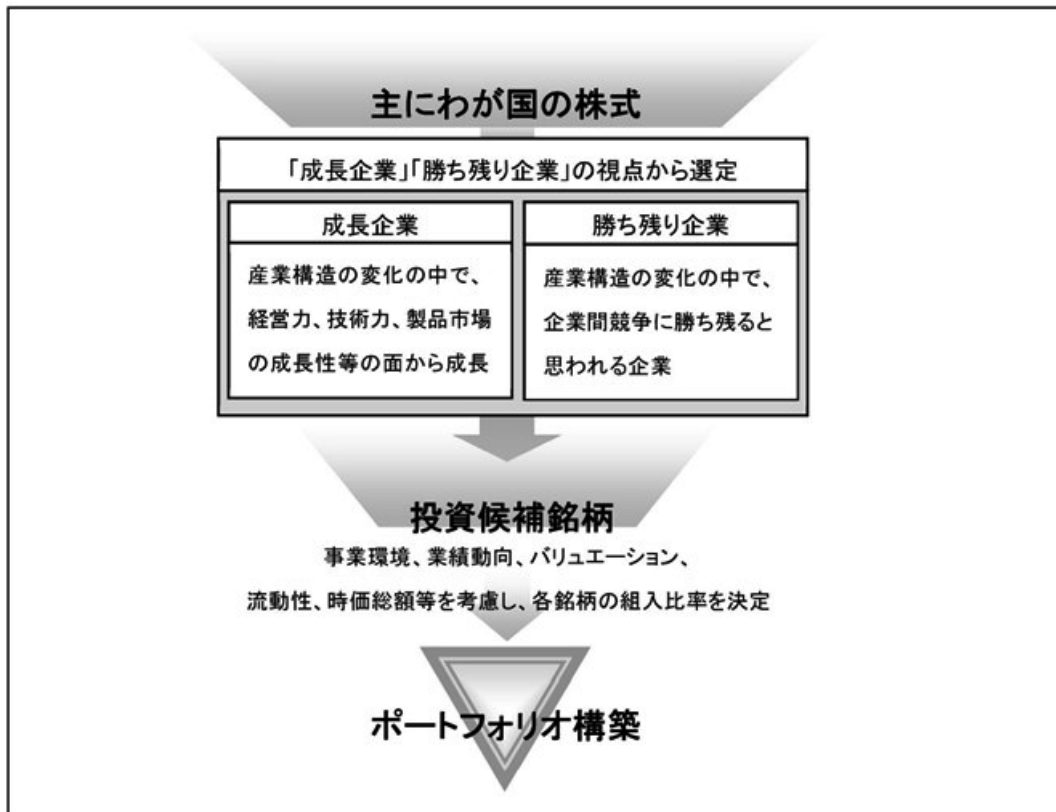 主にわが国の株式
「成長企業」「勝ち残り企業」の視点から選定
成長企業
産業構造の変化の中で、
経営力、技術力、製品市場
の成長性等の面から成長
勝ち残り企業
産業構造の変化の中で、
企業間競争に勝ち残ると
思われる企業
投資候補銘柄
事業環境、業績動向、バリュエーション、
流動性、時価総額等を考慮し、各銘柄の組入比率を決定
ポートフォリオ構築